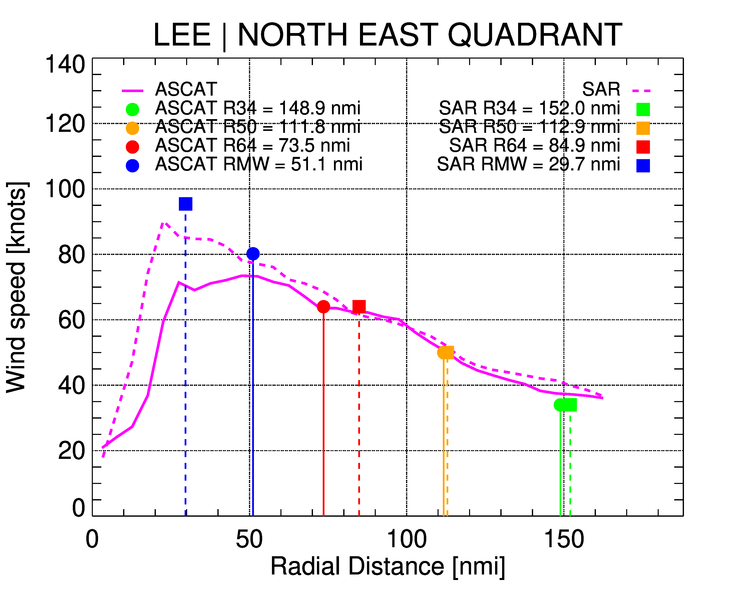 LEE | NORTH EAST QUADRANT
140
120
100
80
60
40
20
0
Wind speed [knots]
ASCAT
ASCAT R34 = 148.9 nmi
ASCAT R50 = 111.8 nmi
ASCAT R64 = 73.5 nmi
ASCAT RMW = 51.1 nmi
SAR
SAR R34 = 152.0 nmi
SAR R50 = 112.9 nmi
SAR R64 = 84.9 nmi
SAR RMW = 29.7 nmi
0 50 100 150
Radial Distance [nmi]